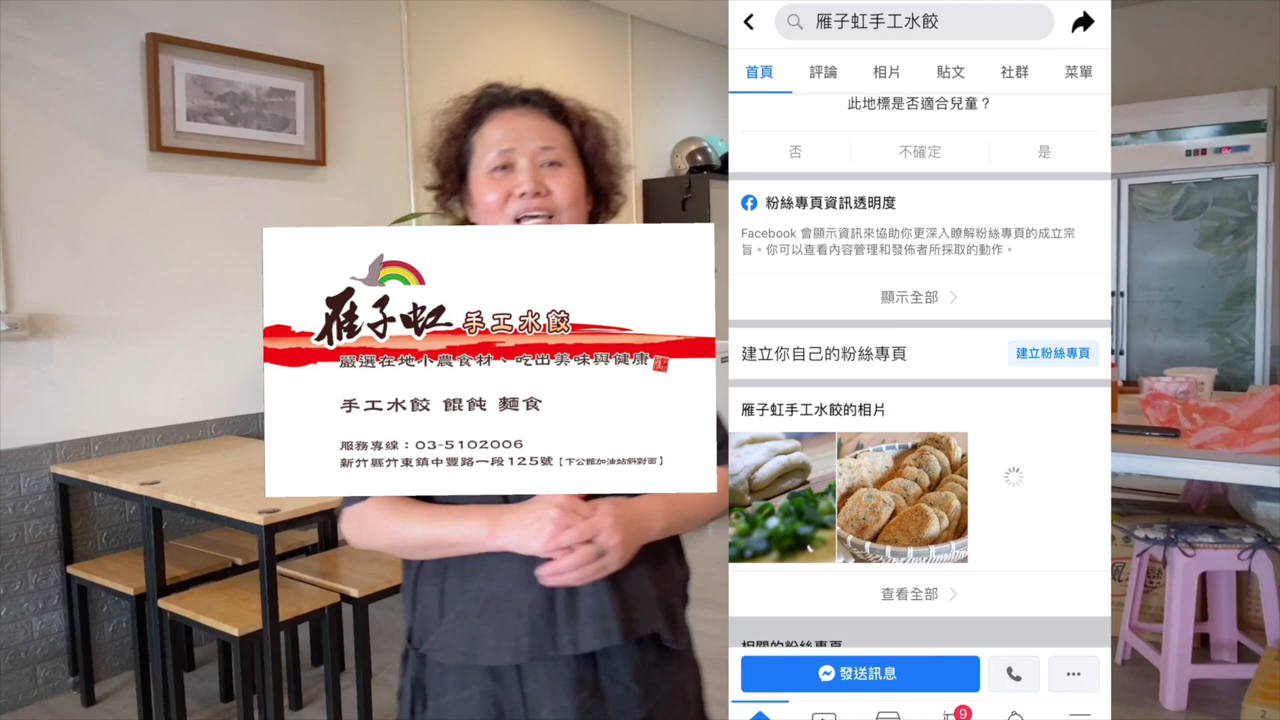 雁子虹手工水餃
首頁 評論 相片 貼文 社群 菜單
此地標是否適合兒童？
否 不確定 是
粉絲專頁資訊透明度
Facebook 會顯示資訊來協助你更深入瞭解粉絲專頁的成立宗
旨。你可以查看內容管理和發佈者所採取的動作。
顯示全部
建立你自己的粉絲專頁
建立粉絲專頁
雁子虹手工水餃的相片
查看全部
相關的粉絲專頁
發送訊息
9
雁子虹 手工水餃
嚴選在地小農食材、吃出美味與健康
手工水餃 餛飩 麵食
服務專線：03-5102006
新竹縣竹東鎮中豐路一段125號【下公館加油站斜對面】